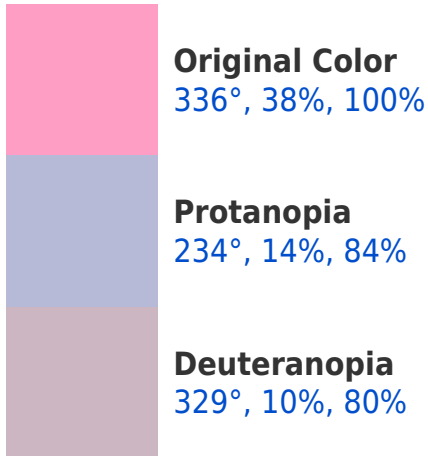 Original Color
336°, 38%, 100%
Protanopia
234°, 14%, 84%
Deuteranopia
329°, 10%, 80%